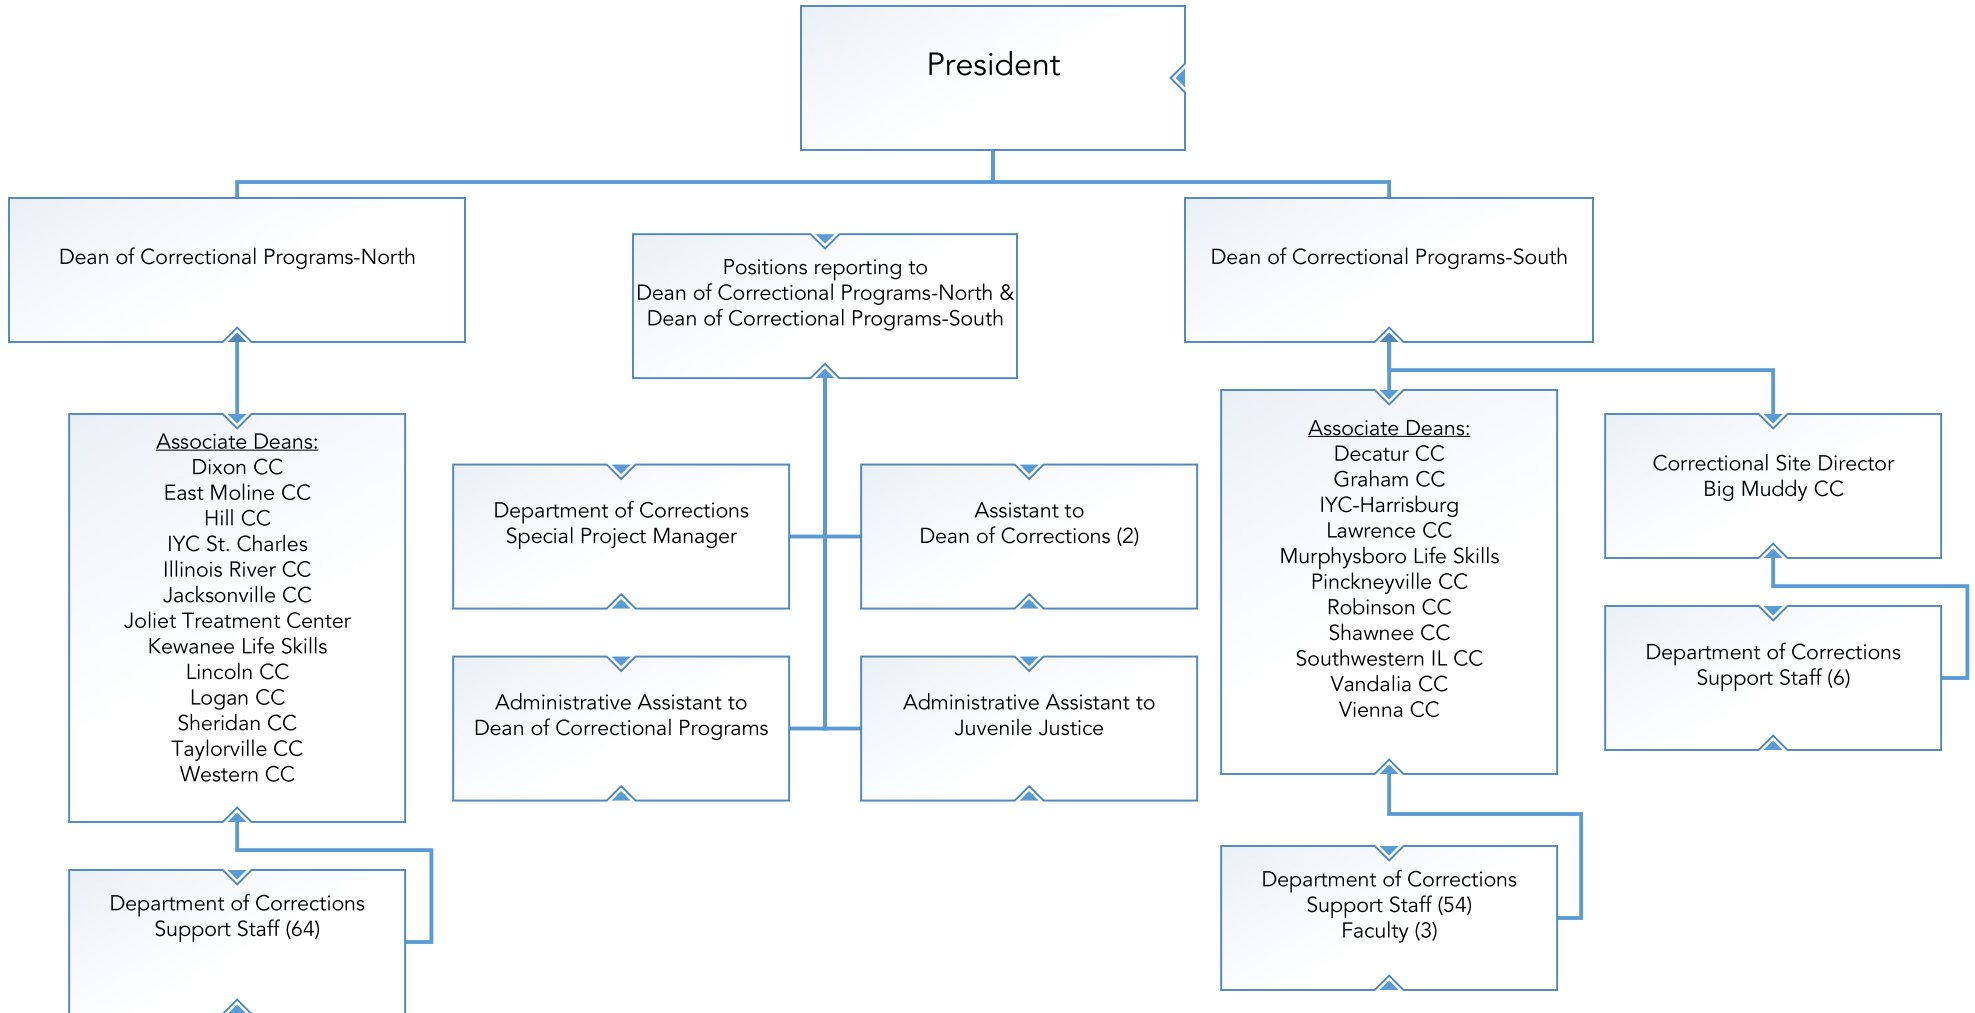 President
Dean of Correctional Programs-North
Positions reporting to
Dean of Correctional Programs-North &
Dean of Correctional Programs-South
Dean of Correctional Programs-South
Associate Deans:
Dixon CC
East Moline CC
Hill CC
IYC St. Charles
Illinois River CC
Jacksonville CC
Joliet Treatment Center
Kewanee Life Skills
Lincoln CC
Logan CC
Sheridan CC
Taylorville CC
Western CC
Department of Corrections
Special Project Manager
Assistant to
Dean of Corrections (2)
Administrative Assistant to
Dean of Correctional Programs
Administrative Assistant to
Juvenile Justice
Associate Deans:
Decatur CC
Graham CC
IYC-Harrisburg
Lawrence CC
Murphysboro Life Skills
Pinckneyville CC
Robinson CC
Shawnee CC
Southwestern IL CC
Vandalia CC
Vienna CC
Correctional Site Director
Big Muddy CC
Department of Corrections
Support Staff (6)
Department of Corrections
Support Staff (64)
Department of Corrections
Support Staff (54)
Faculty (3)